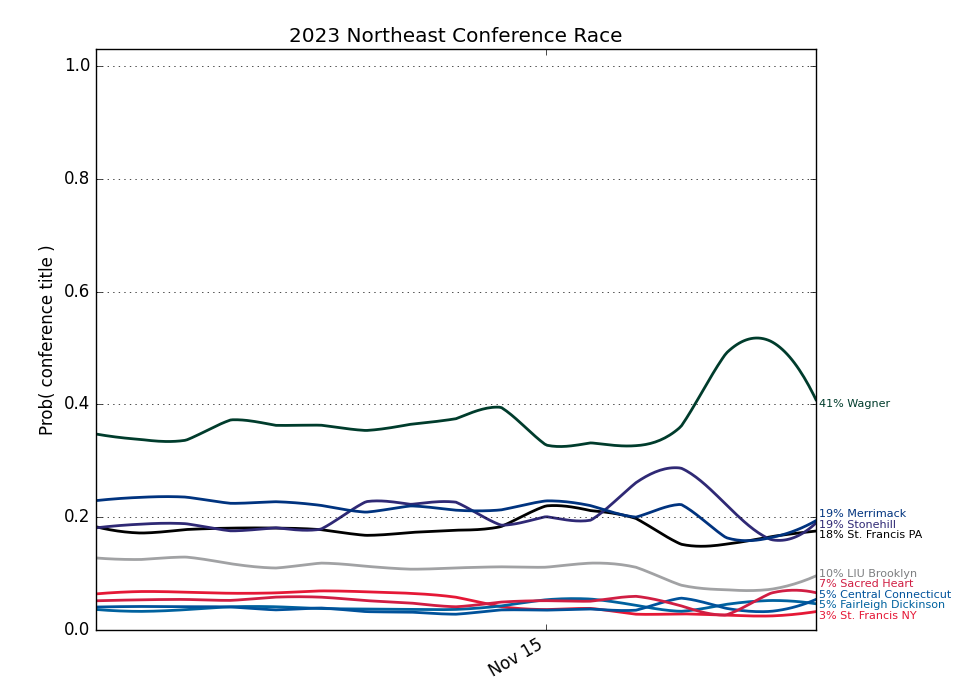 2023 Northeast Conference Race
Prob( conference title )
1.0
0.8
0.6
0.4
0.2
0.0
Nov 15
41% Wagner
19% Merrimack
19% Stonehill
18% St. Francis PA
10% LIU Brooklyn
7% Sacred Heart
5% Central Connecticut
5% Fairleigh Dickinson
3% St. Francis NY